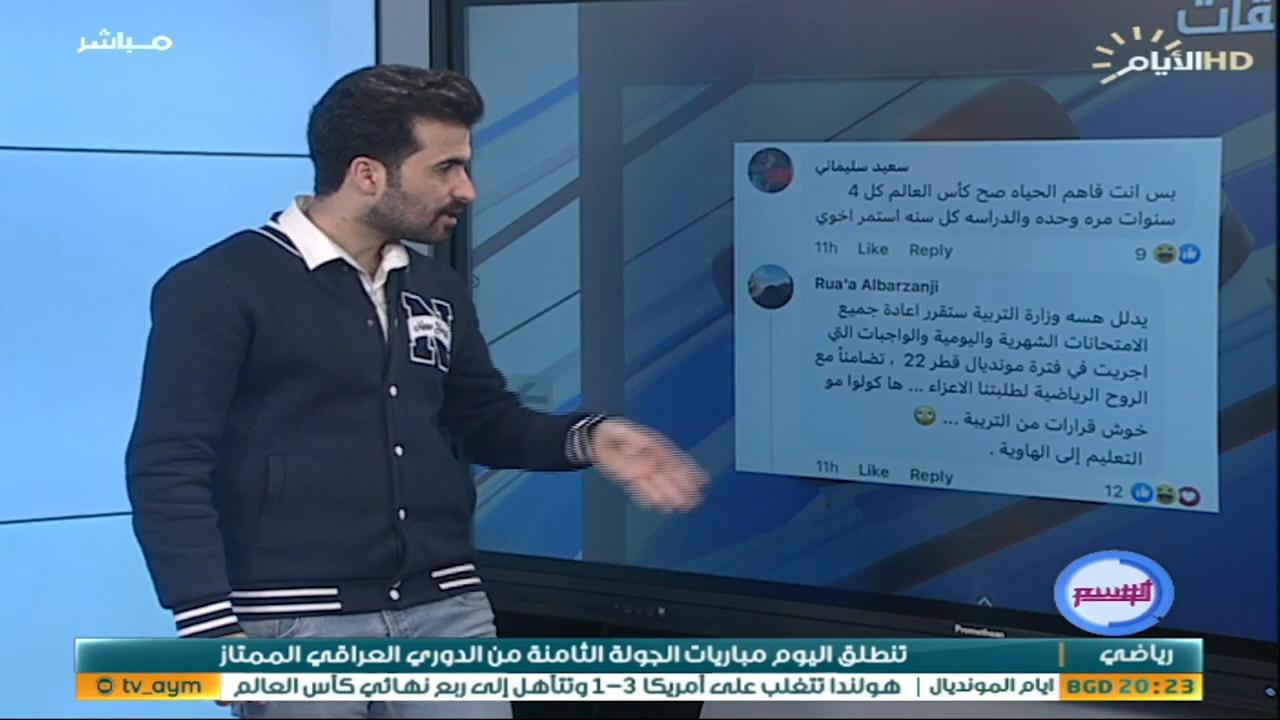 مباشر
يقات
الأيام HD
سعيد سليماني
بس انت فاهم الحياه صح كأس العالم كل 4
سنوات مره وحده والدراسه كل سنه استمر اخوي
11h Like Reply 9
Rua'a Albarzanji
يدلل هسه وزارة التربية ستقرر اعادة جميع
الامتحانات الشهرية واليومية والواجبات التي
اجريت في فترة مونديال قطر 22 ، تضامناً مع
الروح الرياضية لطلبتنا الاعزاء ... ها كولوا مو
خوش قرارات من التربية ...
التعليم إلى الهاوية .
11h Like Reply 12
N
Promethean
رياضي | تنطلق اليوم مباريات الجولة الثامنة من الدوري العراقي الممتاز
BGD 20:23 ايام المونديال | هولندا تتغلب على أمريكا 3-1 وتتأهل إلى ربع نهائي كأس العالم tv_aym